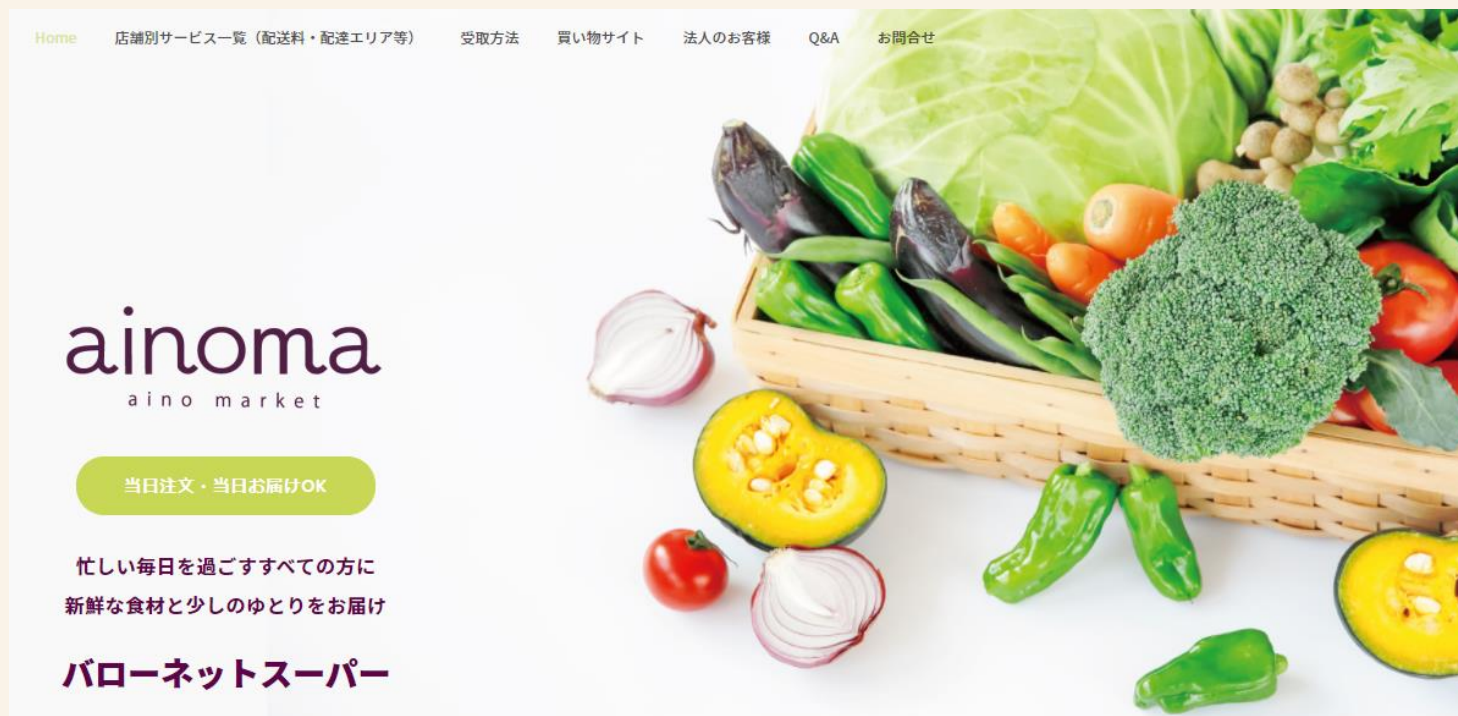 Home
店舗別サービス一覧（配送料・配達エリア等）
受取方法
買い物サイト
法人のお客様
Q&A
お問合せ
ainoma
aino market
当日注文・当日お届けOK
忙しい毎日を過ごすすべての方に
新鮮な食材と少しのゆとりをお届け
バローネットスーパー